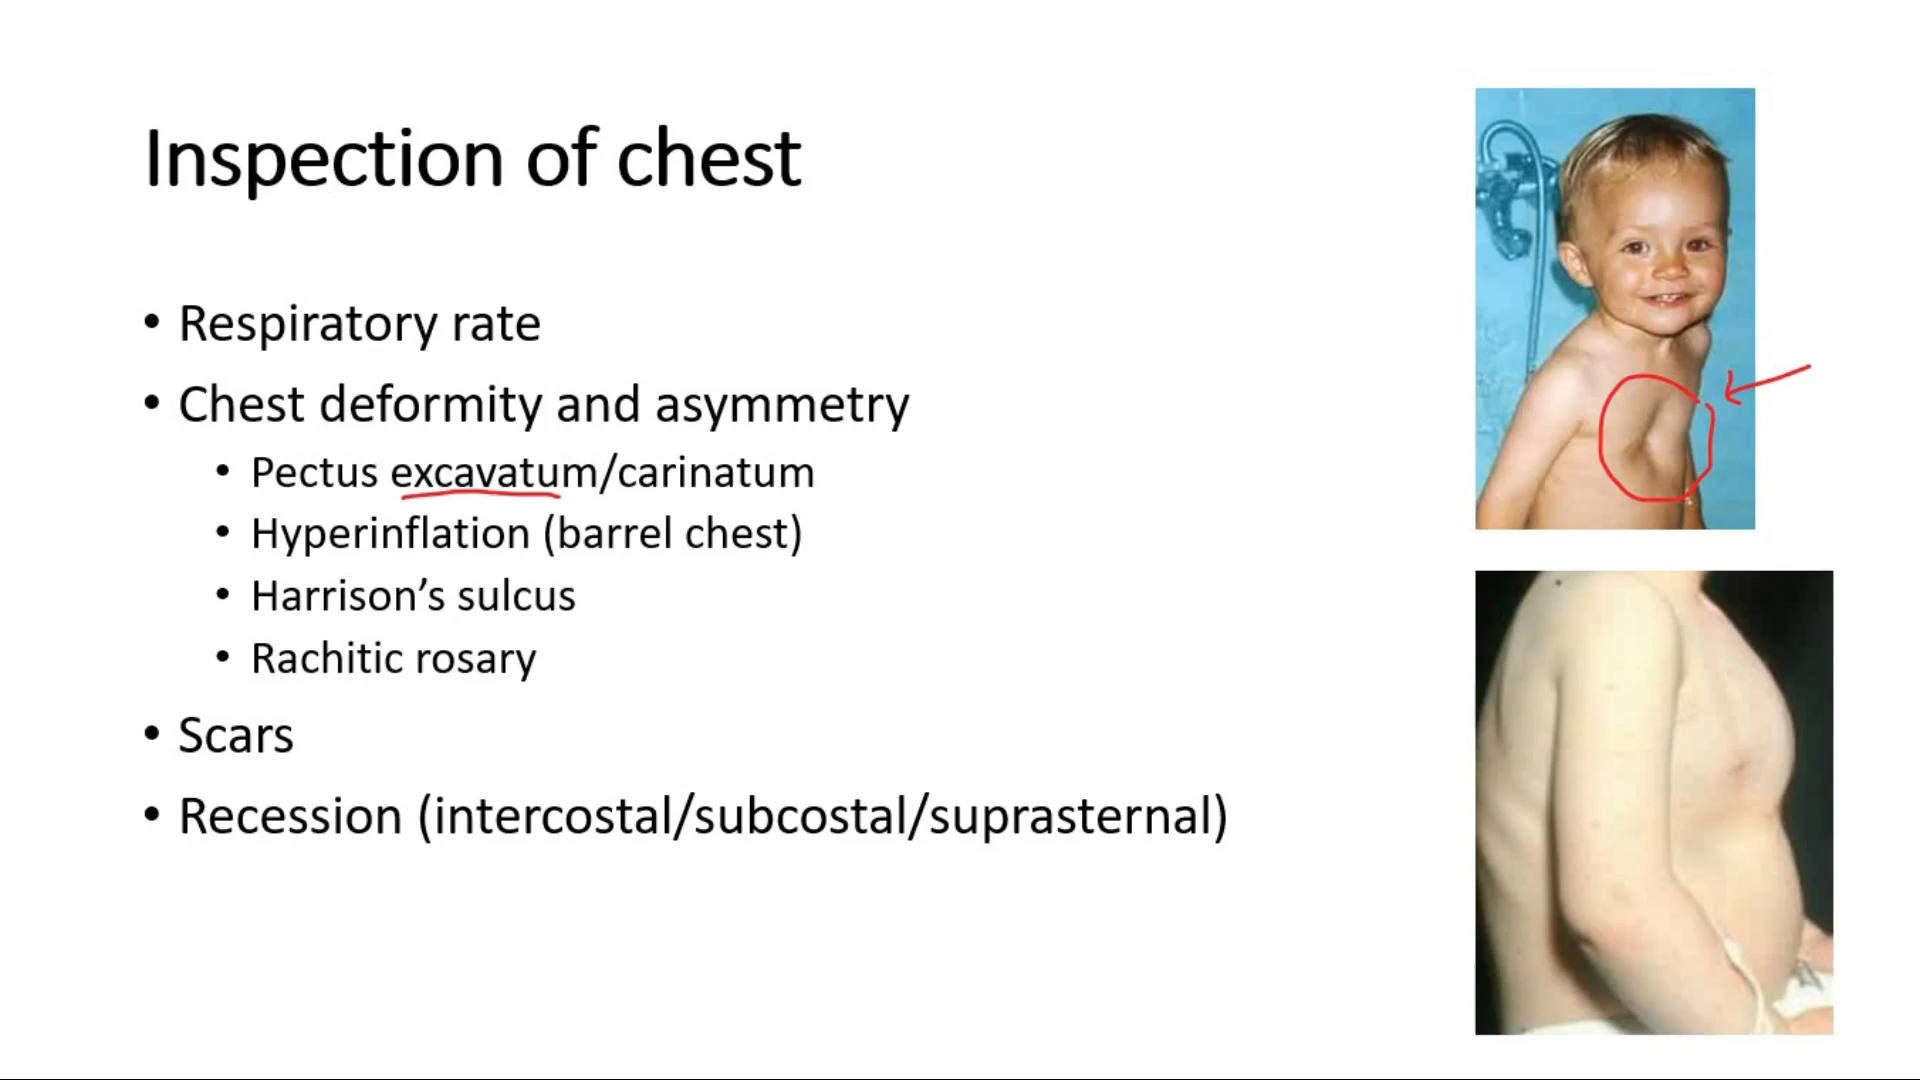 Inspection of chest
• Respiratory rate
• Chest deformity and asymmetry
• Pectus excavatum/carinatum
• Hyperinflation (barrel chest)
• Harrison’s sulcus
• Rachitic rosary
• Scars
• Recession (intercostal/subcostal/suprasternal)